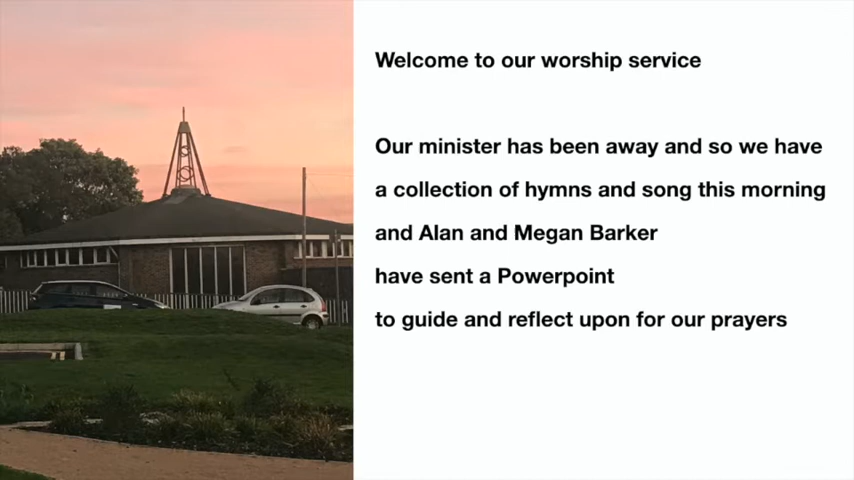 Welcome to our worship service
Our minister has been away and so we have
a collection of hymns and song this morning
and Alan and Megan Barker
have sent a Powerpoint
to guide and reflect upon for our prayers